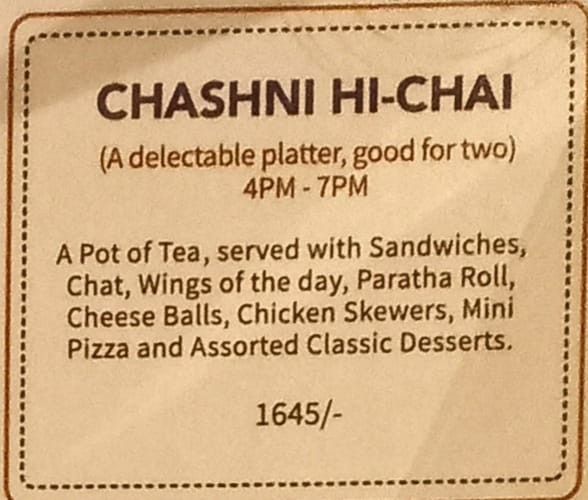 CHASHNI HI-CHAI
(A delectable platter, good for two)
4PM - 7PM
A Pot of Tea, served with Sandwiches,
Chat, Wings of the day, Paratha Roll,
Cheese Balls, Chicken Skewers, Mini
Pizza and Assorted Classic Desserts.
1645/-